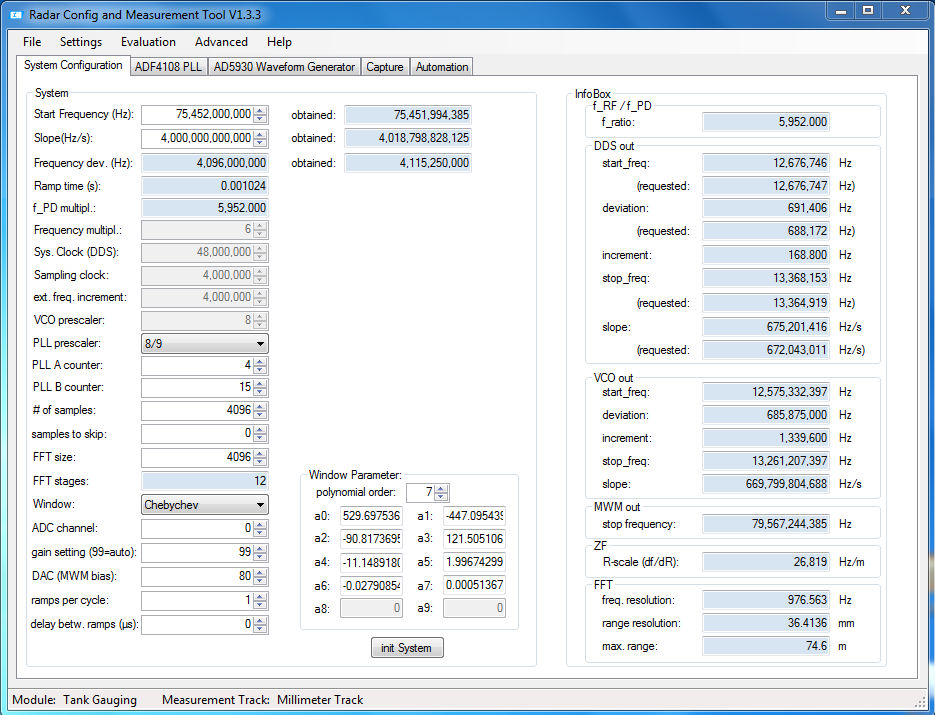 Radar Config and Measurement Tool V1.3.3
File Settings Evaluation Advanced Help
System Configuration ADF4108 PLL AD5930 Waveform Generator Capture Automation
System
Start Frequency (Hz): 75,452,000,000 obtained: 75,451,994,385
Slope(Hz/s): 4,000,000,000,000 obtained: 4,018,798,828,125
Frequency dev. (Hz): 4,096,000,000 obtained: 4,115,250,000
Ramp time (s): 0.001024
f_PD multipl.: 5,952.000
Frequency multipl.: 6
Sys. Clock (DDS): 48,000,000
Sampling clock: 4,000,000
ext. freq. increment: 4,000,000
VCO prescaler: 8
PLL prescaler: 8/9
PLL A counter: 4
PLL B counter: 15
# of samples: 4096
samples to skip: 0
FFT size: 4096
FFT stages: 12
Window: Chebychev
ADC channel: 0
gain setting (99=auto): 99
DAC (MWM bias): 80
ramps per cycle: 1
delay betw. ramps (µs): 0
Window Parameter:
polynomial order: 7
a0: 529.697536 a1: -447.095439
a2: -90.8173695 a3: 121.505106
a4: -11.1489180 a5: 1.99674299
a6: -0.02790854 a7: 0.00051367
a8: 0 a9: 0
init System
InfoBox
f_RF / f_PD
f_ratio: 5,952.000
DDS out
start_freq: 12,676,746 Hz
(requested: 12,676,747 Hz)
deviation: 691,406 Hz
(requested: 688,172 Hz)
increment: 168.800 Hz
stop_freq: 13,368,153 Hz
(requested: 13,364,919 Hz)
slope: 675,201,416 Hz/s
(requested: 672,043,011 Hz/s)
VCO out
start_freq: 12,575,332,397 Hz
deviation: 685,875,000 Hz
increment: 1,339,600 Hz
stop_freq: 13,261,207,397 Hz
slope: 669,799,804,688 Hz/s
MWM out
stop frequency: 79,567,244,385 Hz
ZF
R-scale (df/dR): 26,819 Hz/m
FFT
freq. resolution: 976.563 Hz
range resolution: 36.4136 mm
max. range: 74.6 m
Module: Tank Gauging Measurement Track: Millimeter Track